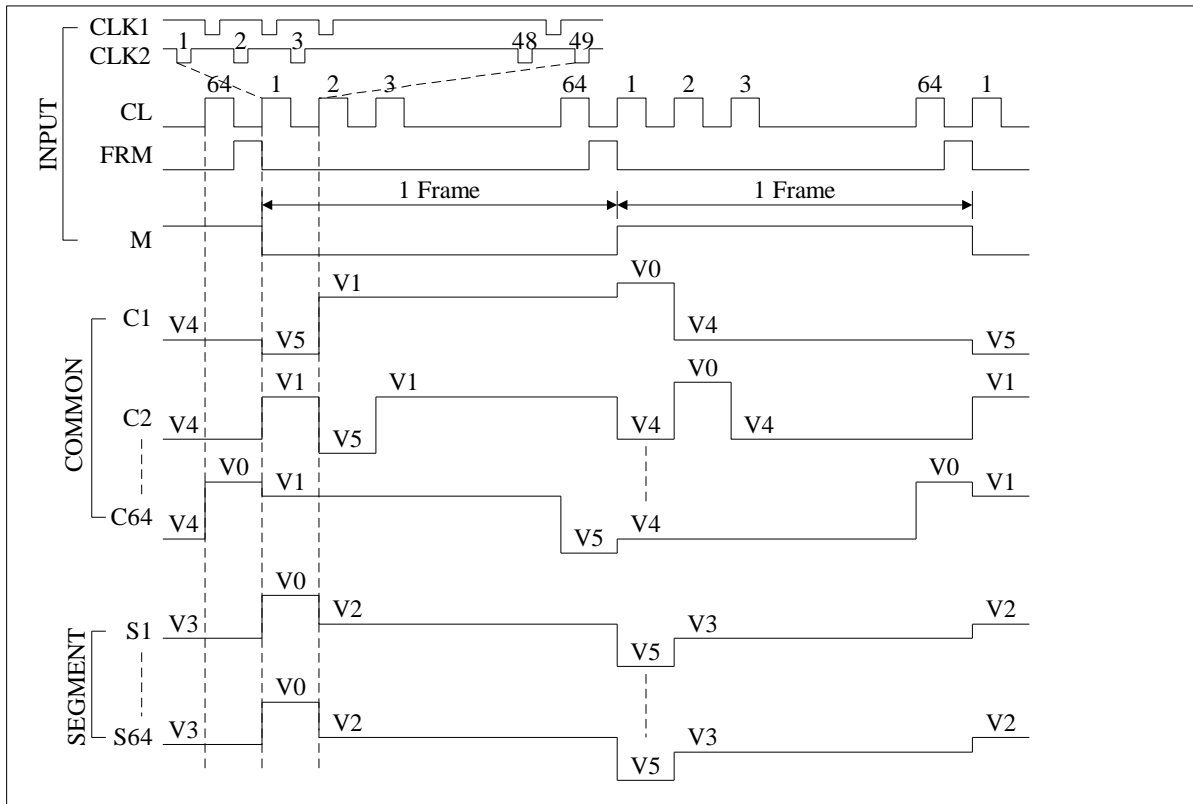 CLK1
1 2 3 48 49
CLK2
64 1 2 3 64 1 2 3 64 1
CL
INPUT
FRM
1 Frame 1 Frame
M
V1 V0
C1 V4 V5 V4 V5
V1 V1 V0 V1
COMMON
C2 V4 V5 V4 V4
V0 V1 V0 V1
C64 V4 V5 V4
V0
V2 V2
S1 V3 V3
V5
SEGMENT
V0
V2 V2
S64 V3 V3
V5